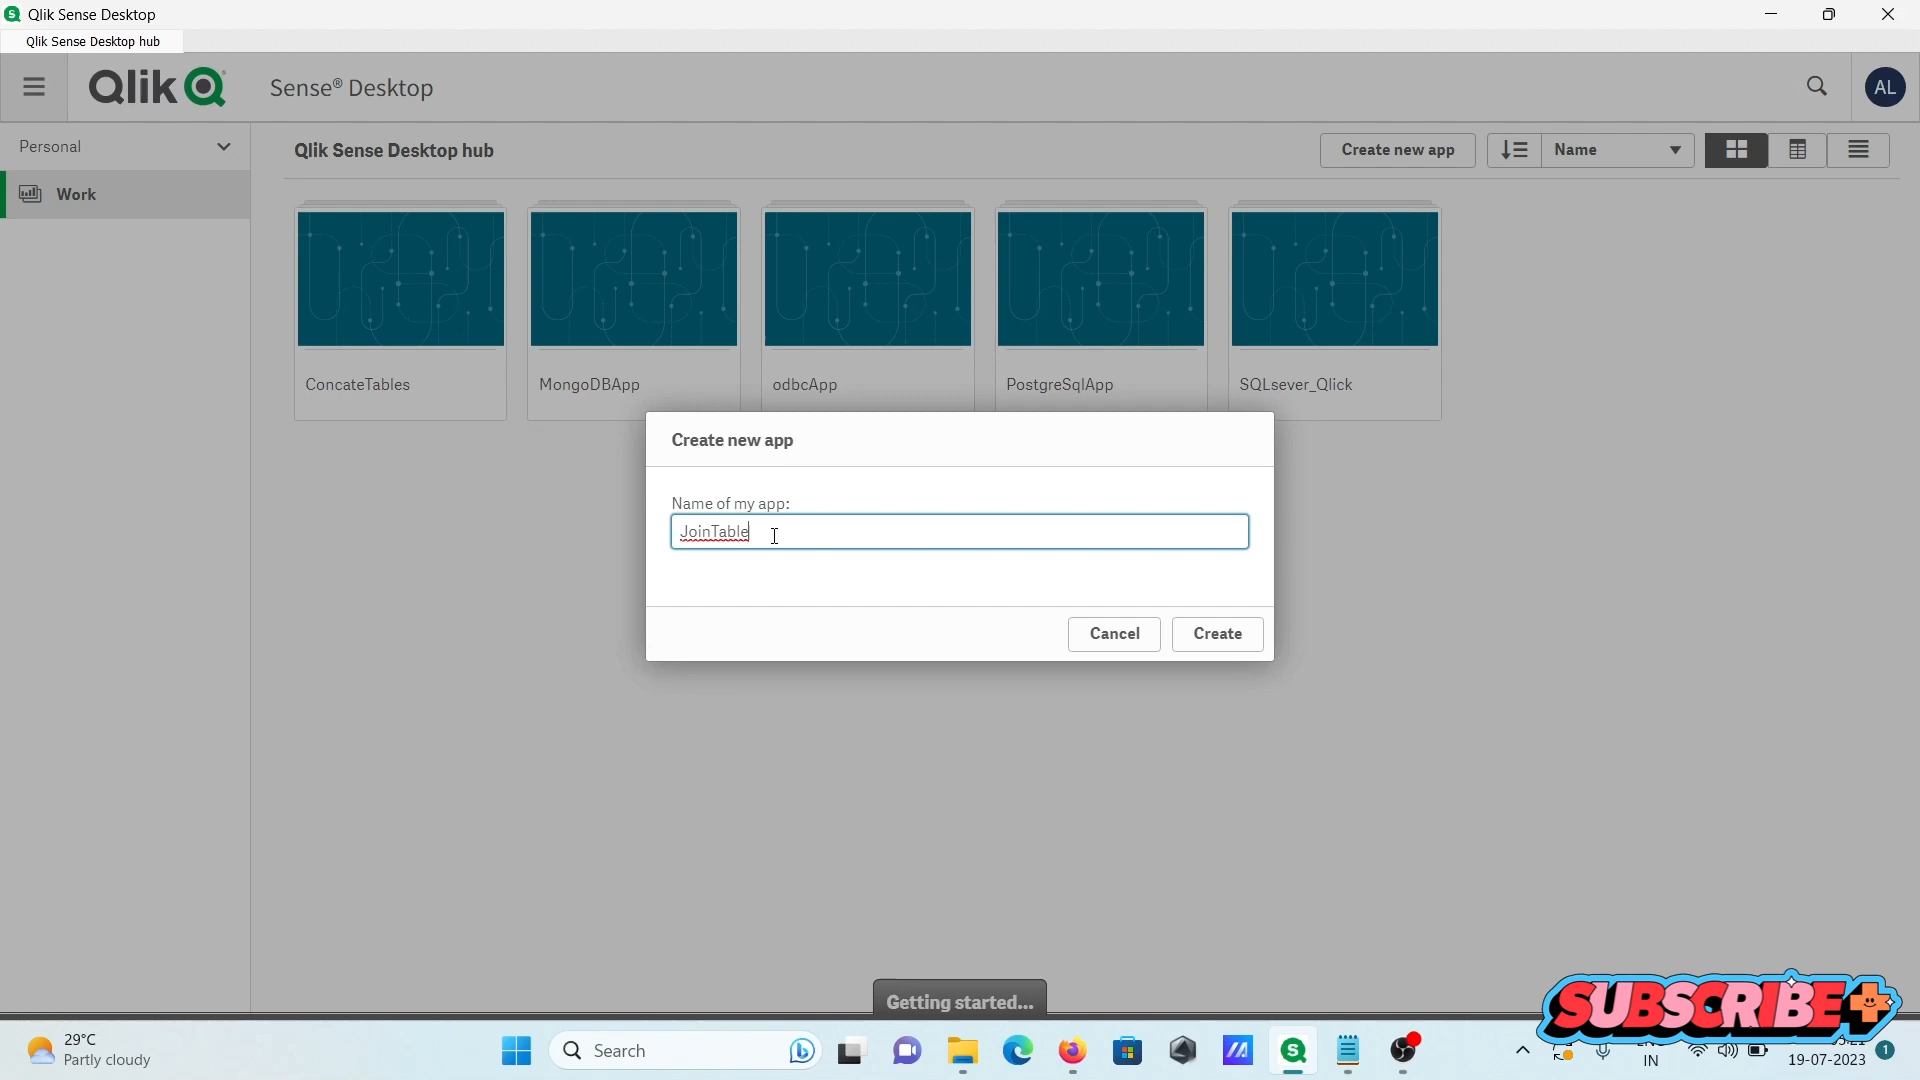 Qlik Sense Desktop
Qlik Sense Desktop hub
Qlik
Sense® Desktop
AL
Personal
Work
Qlik Sense Desktop hub
Create new app
Name
ConcateTables
MongoDBApp
odbcApp
PostgreSqlApp
SQLsever_Qlick
Create new app
Name of my app:
JoinTable
Cancel
Create
Getting started...
SUBSCRIBE
29°C
Partly cloudy
Search
IN
19-07-2023
1